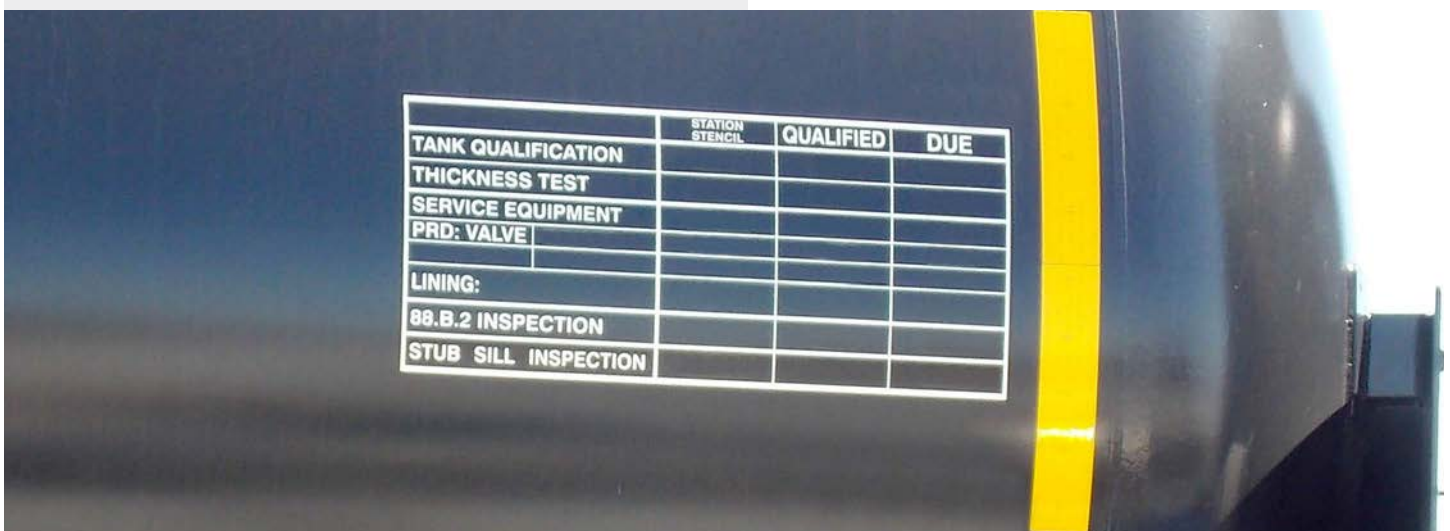 STATION
STENCIL
QUALIFIED
DUE
TANK QUALIFICATION
THICKNESS TEST
SERVICE EQUIPMENT
PRD: VALVE
LINING:
88.B.2 INSPECTION
STUB SILL INSPECTION